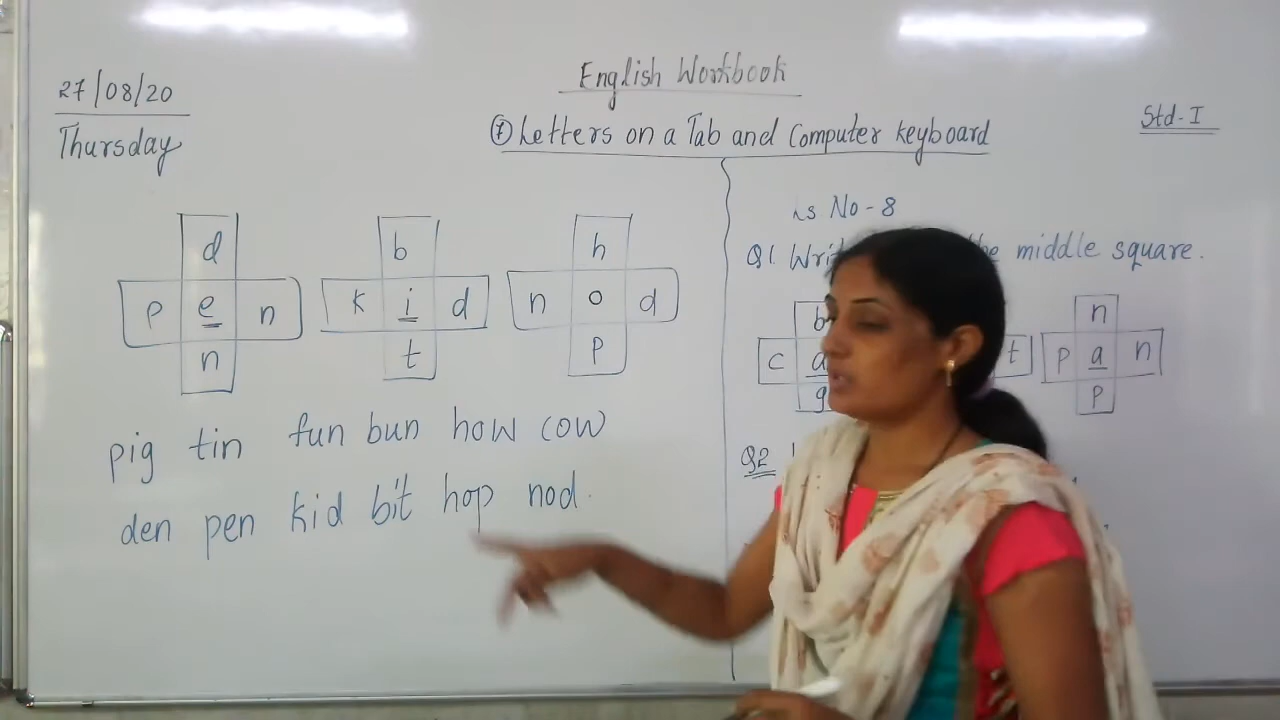 27/08/20
Thursday
English Workbook
⑦ Letters on a Tab and Computer keyboard
Std-I
d
p e n
n
b
k i d
t
h
n o d
p
pig tin fun bun how cow
den pen kid bit hop nod.
No - 8
Q1. the middle square.
b
c a
g
t
n
p a n
p
Q2